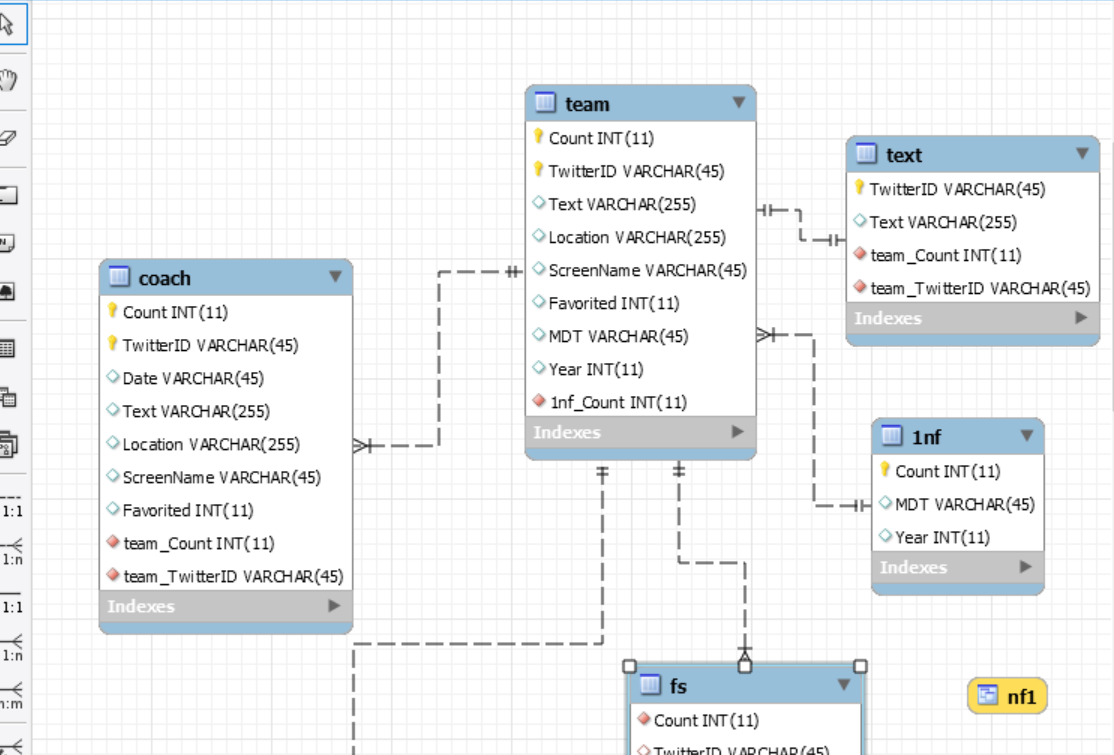 team
Count INT(11)
TwitterID VARCHAR(45)
Text VARCHAR(255)
Location VARCHAR(255)
ScreenName VARCHAR(45)
Favorited INT(11)
MDT VARCHAR(45)
Year INT(11)
1nf_Count INT(11)
Indexes
text
TwitterID VARCHAR(45)
Text VARCHAR(255)
team_Count INT(11)
team_TwitterID VARCHAR(45)
Indexes
coach
Count INT(11)
TwitterID VARCHAR(45)
Date VARCHAR(45)
Text VARCHAR(255)
Location VARCHAR(255)
ScreenName VARCHAR(45)
Favorited INT(11)
team_Count INT(11)
team_TwitterID VARCHAR(45)
Indexes
1nf
Count INT(11)
MDT VARCHAR(45)
Year INT(11)
Indexes
fs
Count INT(11)
TwitterID VARCHAR(45)
nf1
1:1
1:n
1:1
1:n
n:m